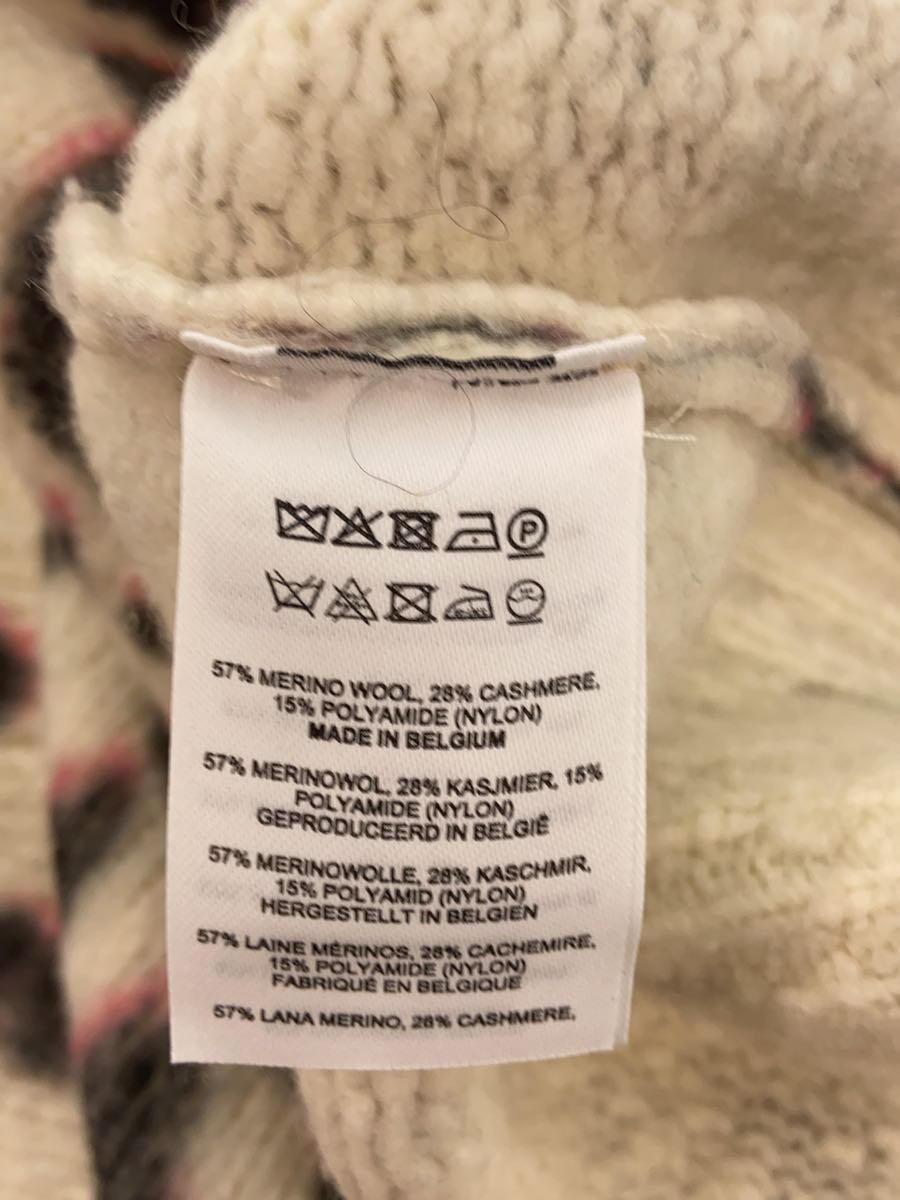 P
57% MERINO WOOL, 28% CASHMERE,
15% POLYAMIDE (NYLON)
MADE IN BELGIUM
57% MERINOWOL, 28% KASJMIER, 15%
POLYAMIDE (NYLON)
GEPRODUCEERD IN BELGIË
57% MERINOWOLLE, 28% KASCHMIR,
15% POLYAMID (NYLON)
HERGESTELLT IN BELGIEN
57% LAINE MÉRINOS, 28% CACHEMIRE,
15% POLYAMIDE (NYLON)
FABRIQUÉ EN BELGIQUE
57% LANA MERINO, 28% CASHMERE,